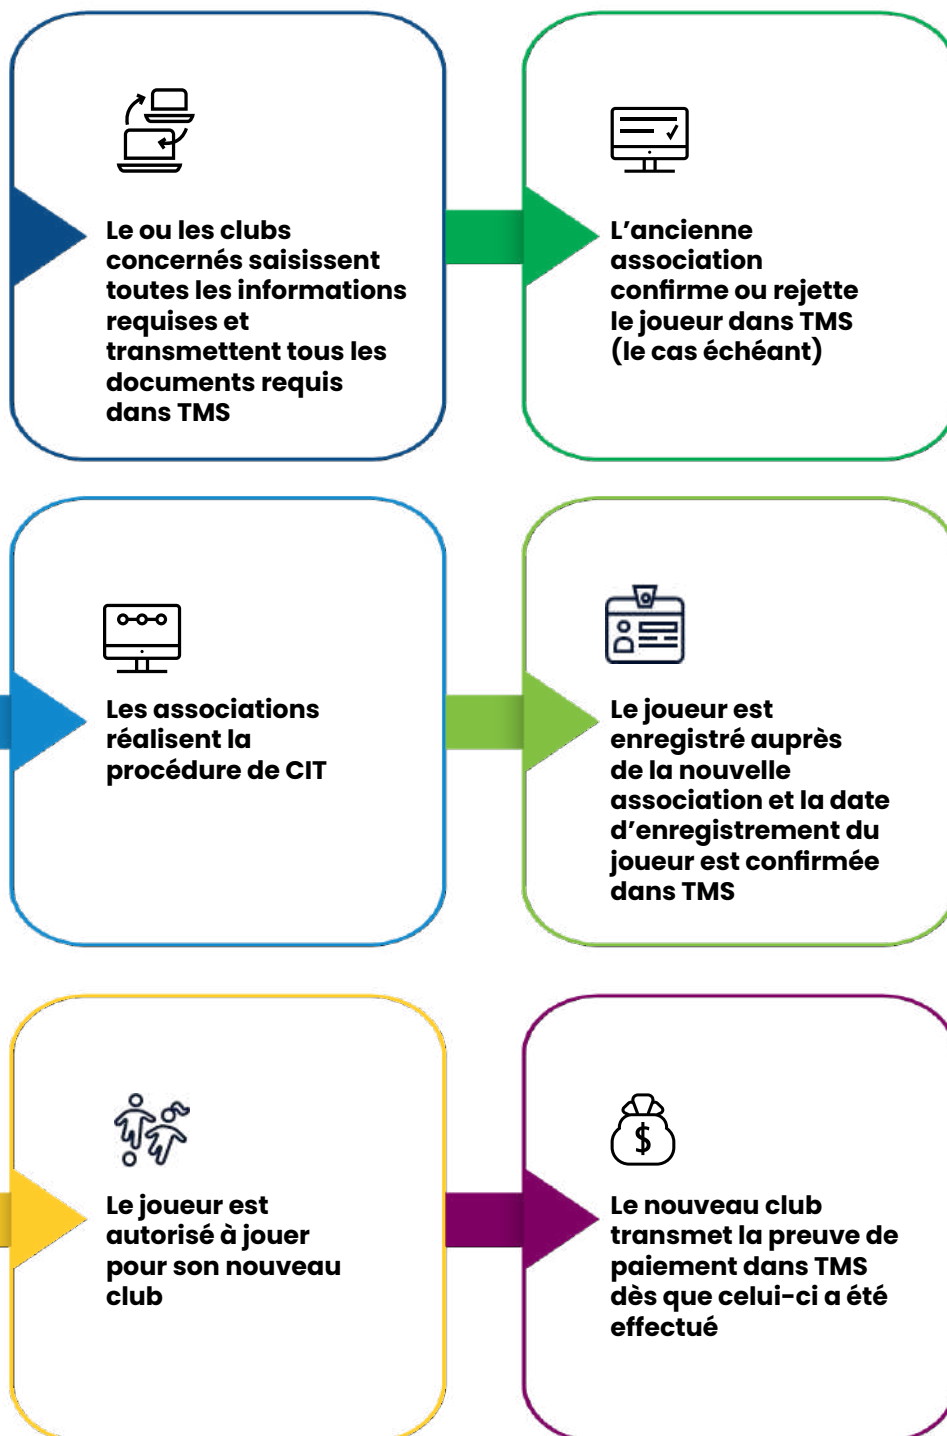 Le ou les clubs
concernés saisissent
toutes les informations
requises et
transmettent tous les
documents requis
dans TMS
L’ancienne
association
confirme ou rejette
le joueur dans TMS
(le cas échéant)
Les associations
réalisent la
procédure de CIT
Le joueur est
enregistré auprès
de la nouvelle
association et la date
d’enregistrement du
joueur est confirmée
dans TMS
Le joueur est
autorisé à jouer
pour son nouveau
club
$
Le nouveau club
transmet la preuve de
paiement dans TMS
dès que celui-ci a été
effectué